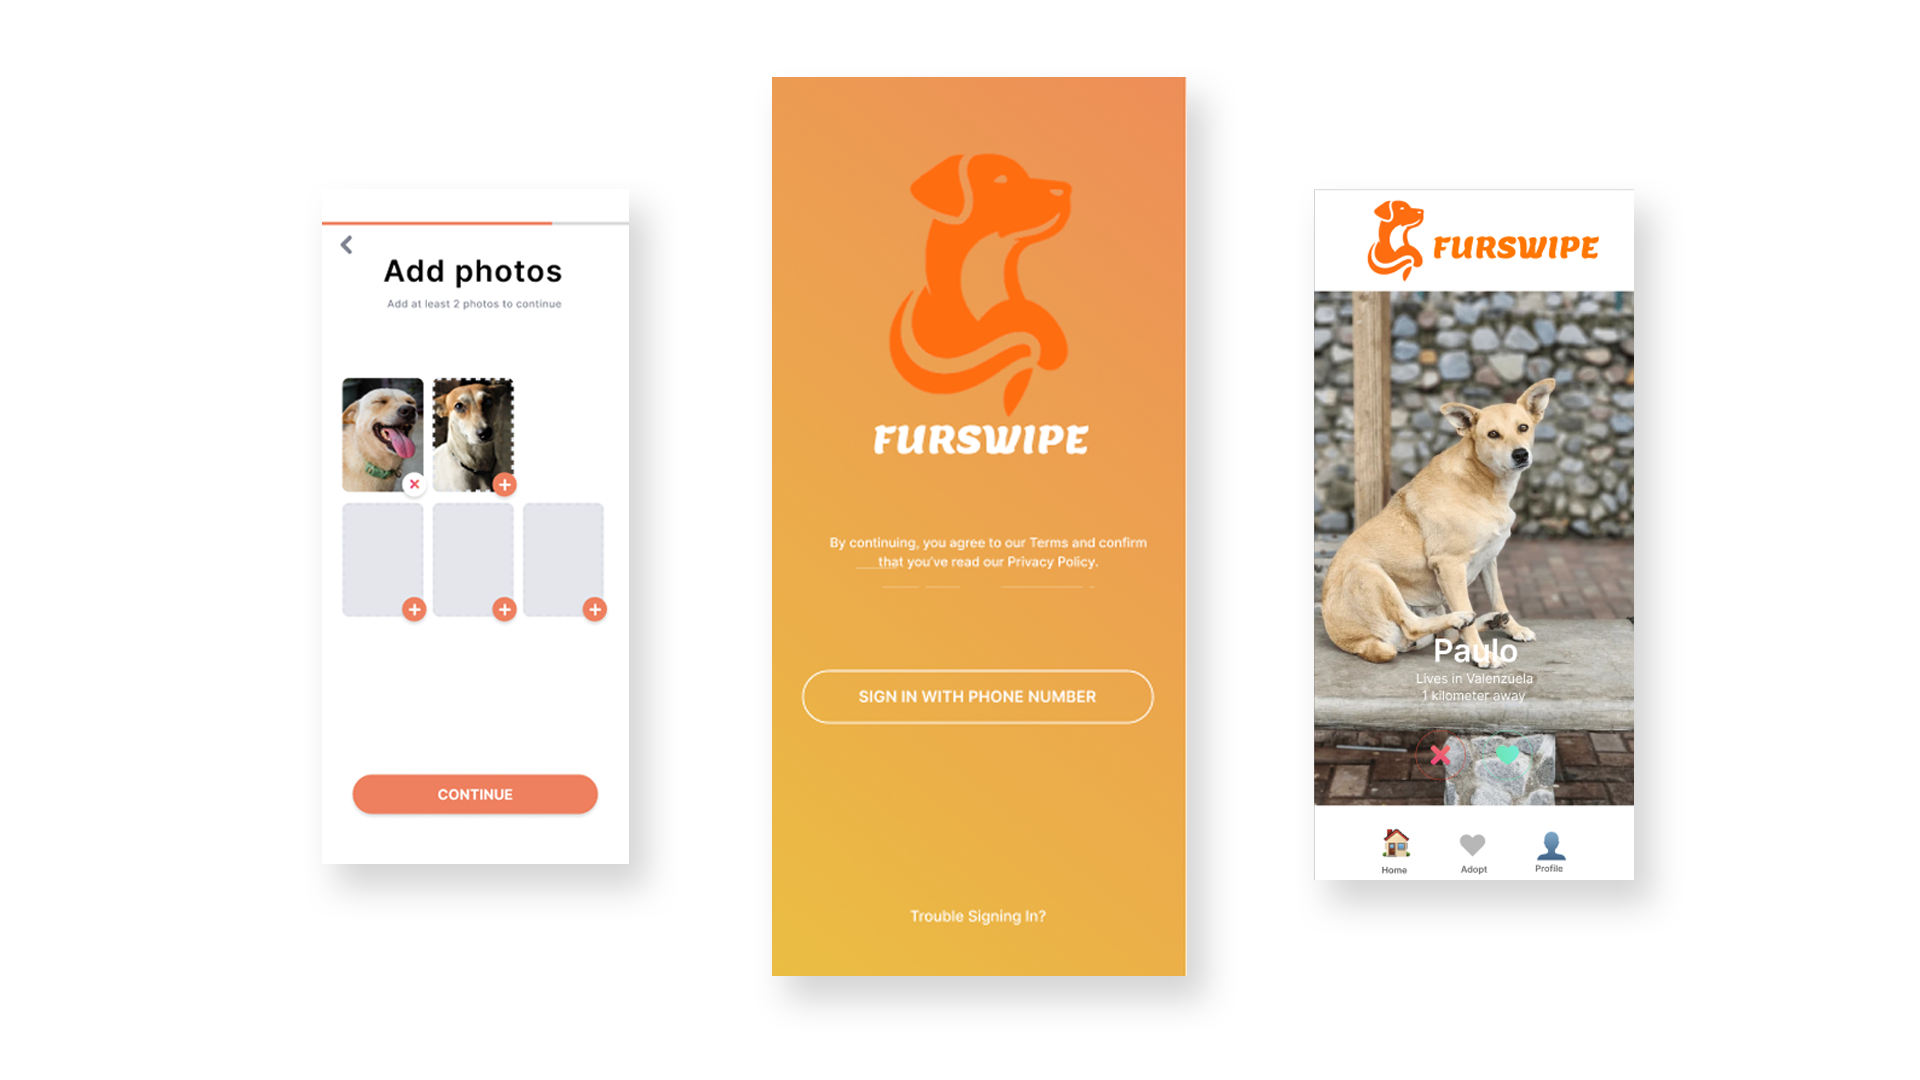 Add photos
Add at least 2 photos to continue
CONTINUE
FURSWIPE
By continuing, you agree to our Terms and confirm
that you've read our Privacy Policy.
SIGN IN WITH PHONE NUMBER
Trouble Signing In?
FURSWIPE
Paulo
Lives in Valenzuela
1 kilometer away
Home
Adopt
Profile